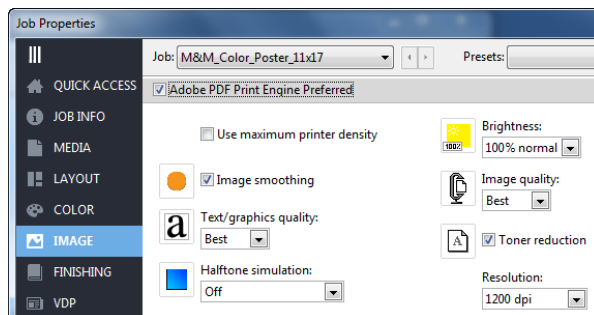 Job Properties
Job: M&M_Color_Poster_11x17 Presets:
QUICK ACCESS
JOB INFO
MEDIA
LAYOUT
COLOR
IMAGE
FINISHING
VDP
Adobe PDF Print Engine Preferred
Use maximum printer density
Image smoothing
a
Text/graphics quality:
Best
Halftone simulation:
Off
100%
Brightness:
100% normal
Image quality:
Best
A
Toner reduction
Resolution:
1200 dpi